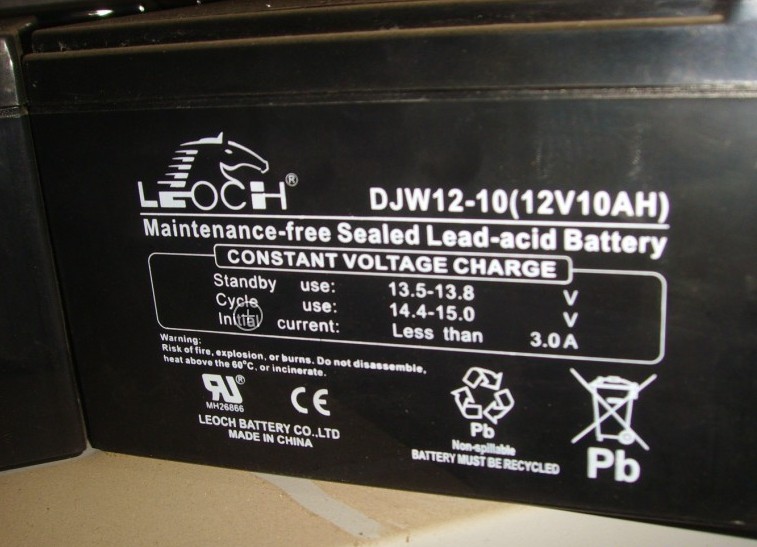 LEOCH®
DJW12-10(12V10AH)
Maintenance-free Sealed Lead-acid Battery
CONSTANT VOLTAGE CHARGE
Standby use: 13.5-13.8 V
Cycle use: 14.4-15.0 V
Initial current: Less than 3.0A
Warning:
Risk of fire, explosion, or burns. Do not disassemble,
heat above the 60°C, or incinerate.
RU® CE
MH26866
LEOCH BATTERY CO.,LTD
MADE IN CHINA
Pb
Non-spillable
BATTERY MUST BE RECYCLED
Pb